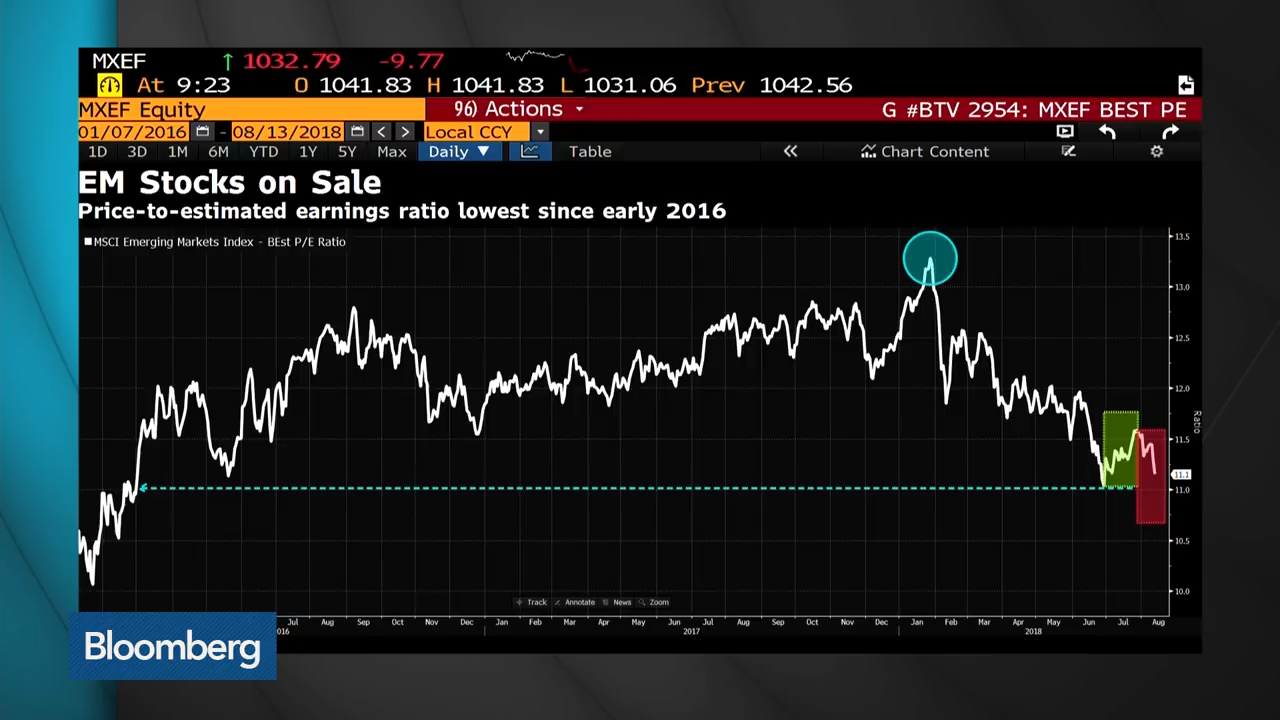 MXEF ↑ 1032.79 -9.77
At 9:23 O 1041.83 H 1041.83 L 1031.06 Prev 1042.56
MXEF Equity 96) Actions G #BTV 2954: MXEF BEST PE
01/07/2016 - 08/13/2018 < > Local CCY
1D 3D 1M 6M YTD 1Y 5Y Max Daily ▼ Table « Chart Content
EM Stocks on Sale
Price-to-estimated earnings ratio lowest since early 2016
MSCI Emerging Markets Index - BEst P/E Ratio
13.5
13.0
12.5
12.0
Ratio
11.5
11.1
11.0
10.5
10.0
Track Annotate News Zoom
Jul Aug Sep Oct Nov Dec Jan Feb Mar Apr May Jun Jul Aug Sep Oct Nov Dec Jan Feb Mar Apr May Jun Jul Aug
016 2017 2018
Bloomberg